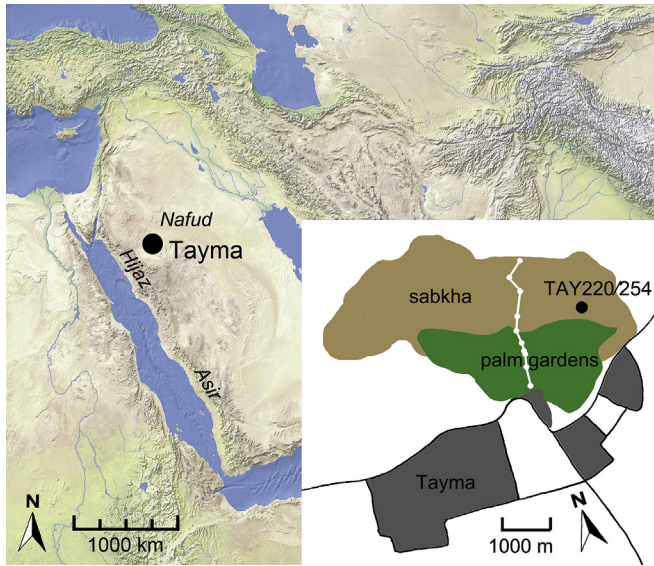 Nafud
Tayma
Hijaz
Asir
N
1000 km
sabkha
TAY220/254
palm gardens
Tayma
1000 m
N